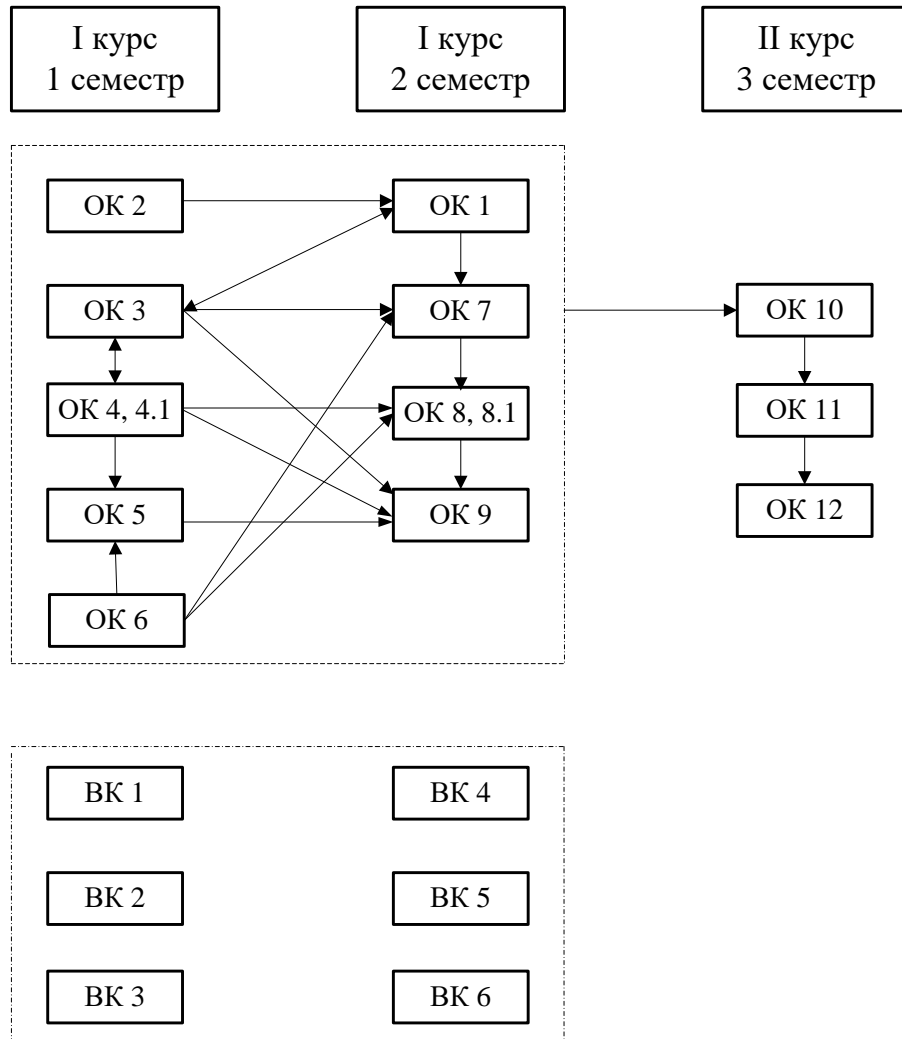 І курс
1 семестр
І курс
2 семестр
ІІ курс
3 семестр
ОК 2
ОК 1
ОК 3
ОК 7
ОК 10
ОК 4, 4.1
ОК 8, 8.1
ОК 11
ОК 5
ОК 9
ОК 12
ОК 6
ВК 1
ВК 4
ВК 2
ВК 5
ВК 3
ВК 6